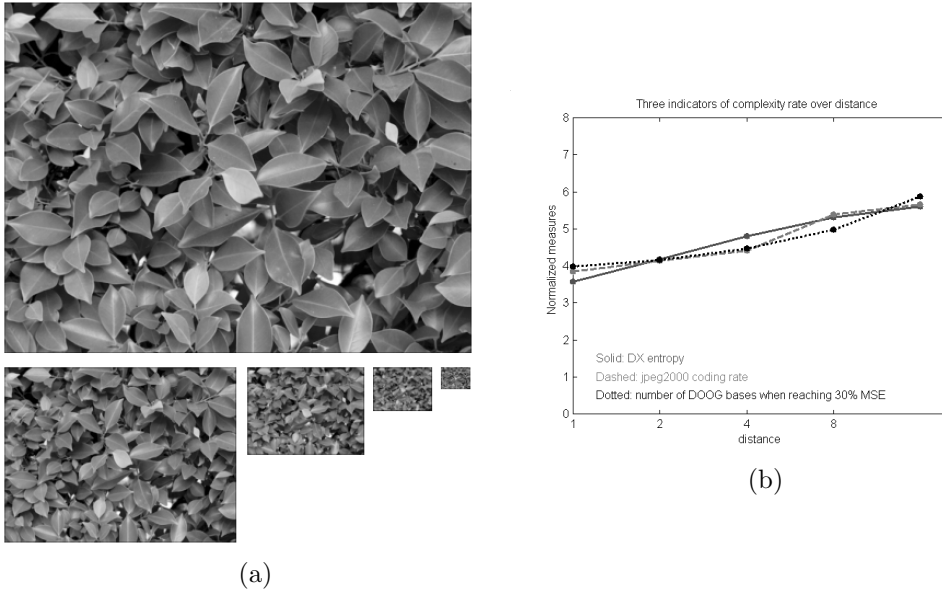 Three indicators of complexity rate over distance
8
7
6
5
4
3
2
1
0
Normalized measures
Solid: DX entropy
Dashed: jpeg2000 coding rate
Dotted: number of DOOG bases when reaching 30% MSE
1 2 4 8
distance
(a)
(b)